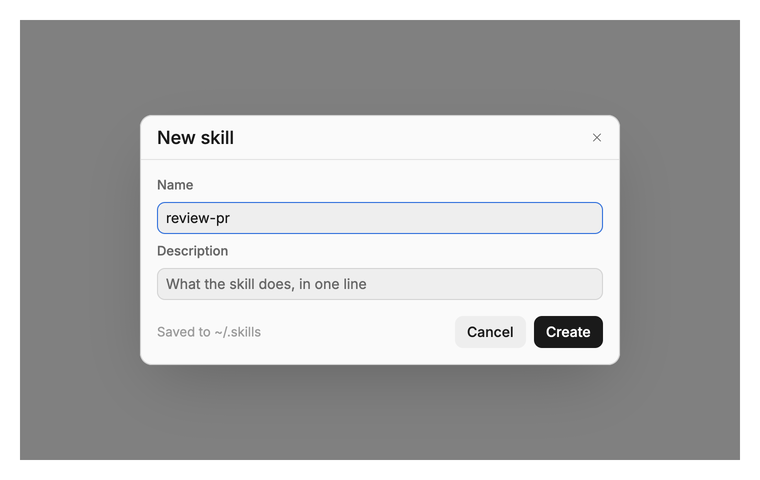 New skill
Name
review-pr
Description
What the skill does, in one line
Saved to ~/.skills
Cancel
Create